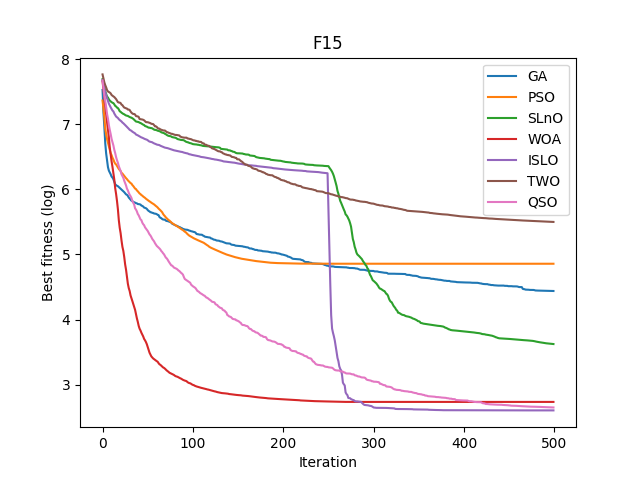 F15
Best fitness (log)
8
7
6
5
4
3
0
100
200
300
400
500
Iteration
GA
PSO
SLnO
WOA
ISLO
TWO
QSO